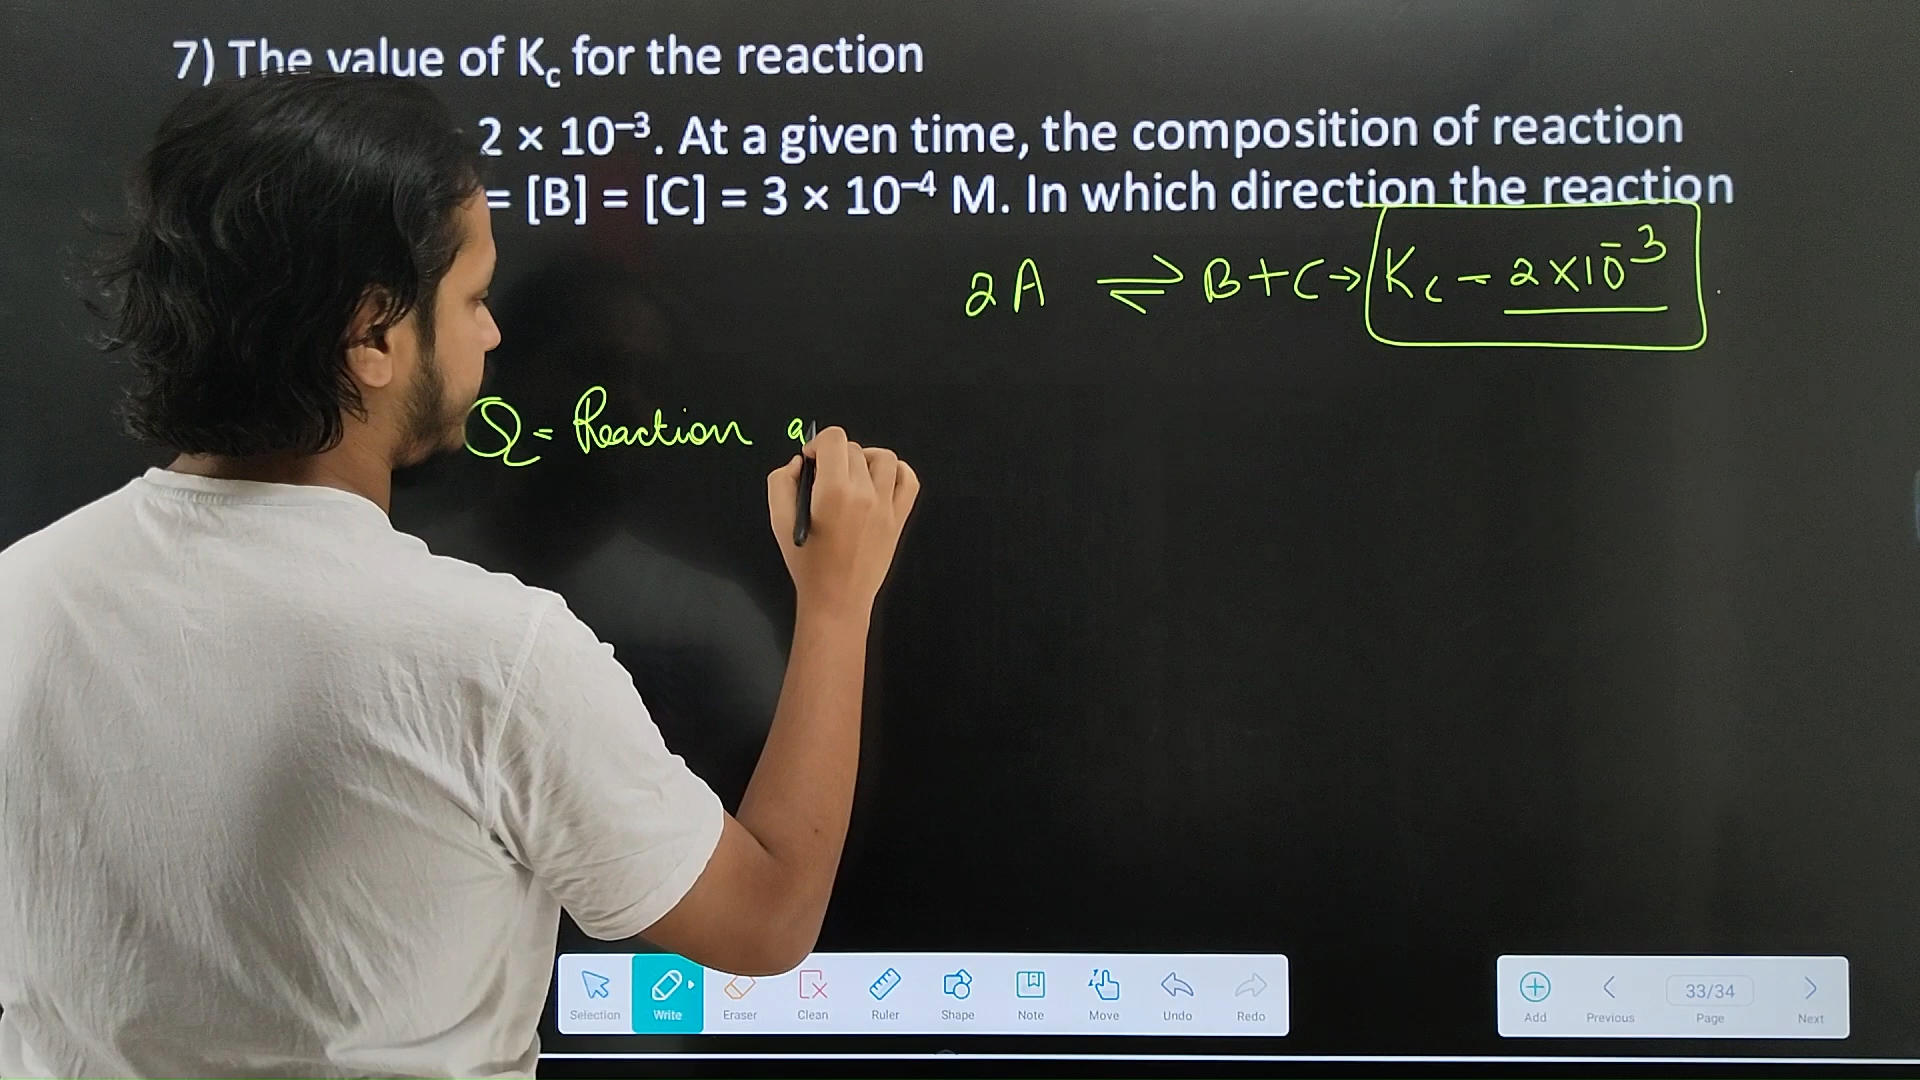 7) The value of Kc for the reaction
2 × 10⁻³. At a given time, the composition of reaction
= [B] = [C] = 3 × 10⁻⁴ M. In which direction the reaction
2A ⇌ B+C → Kc = 2×10⁻³
Q = Reaction q
Selection Write Eraser Clean Ruler Shape Note Move Undo Redo
Add Previous 33/34 Page Next